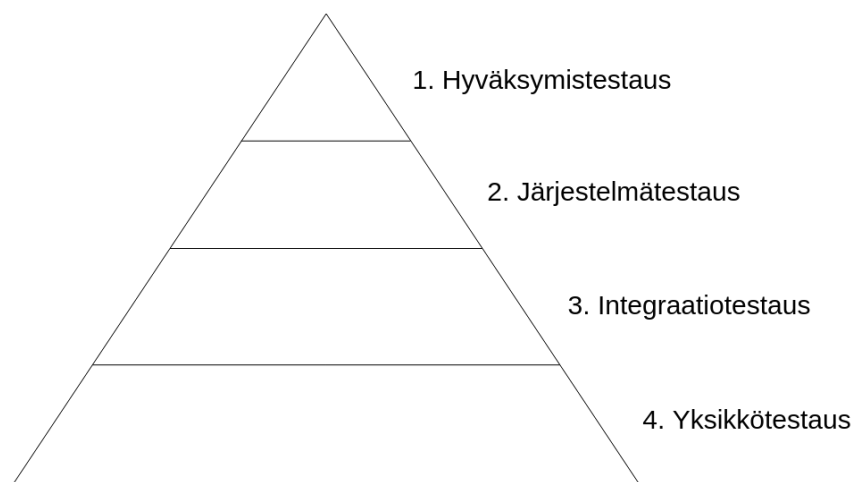 1. Hyväksymistestaus
2. Järjestelmätestaus
3. Integraatiotestaus
4. Yksikkötestaus